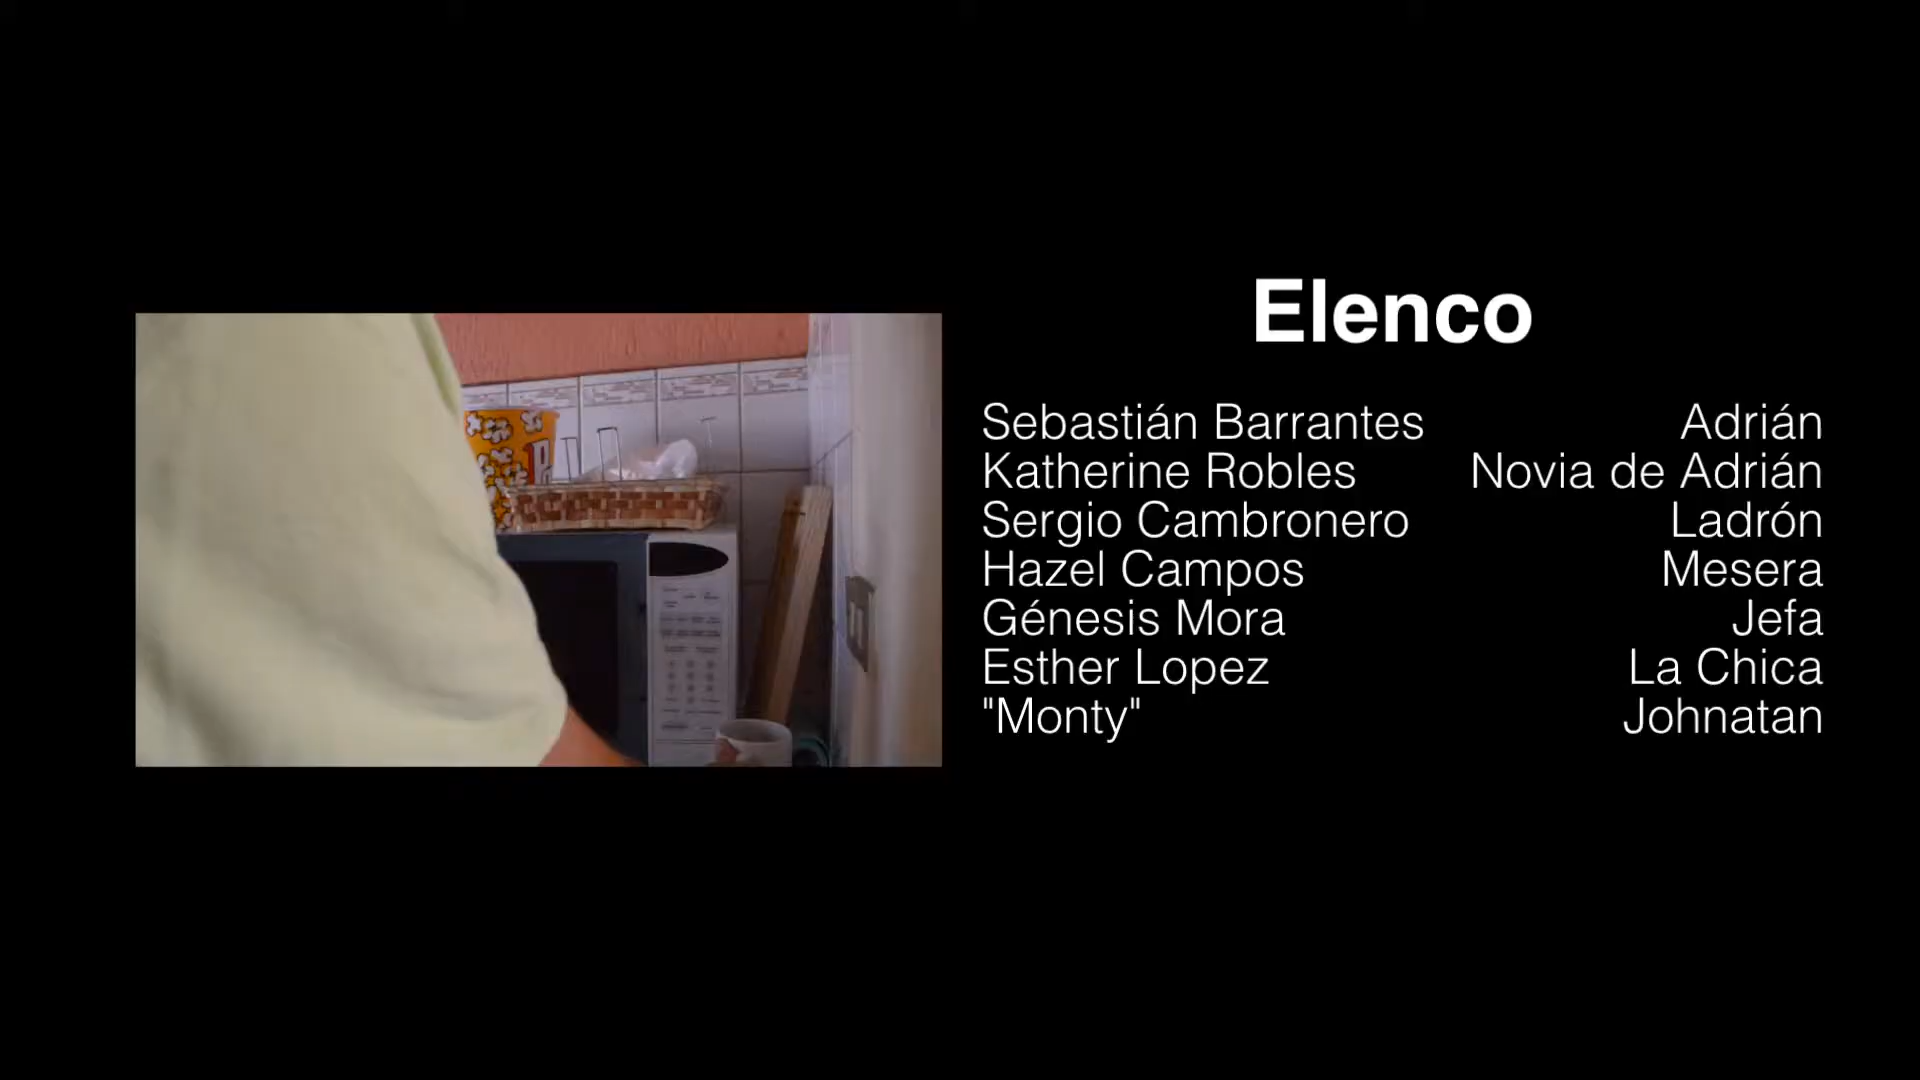 Elenco
Sebastián Barrantes Adrián
Katherine Robles Novia de Adrián
Sergio Cambronero Ladrón
Hazel Campos Mesera
Génesis Mora Jefa
Esther Lopez La Chica
"Monty" Johnatan